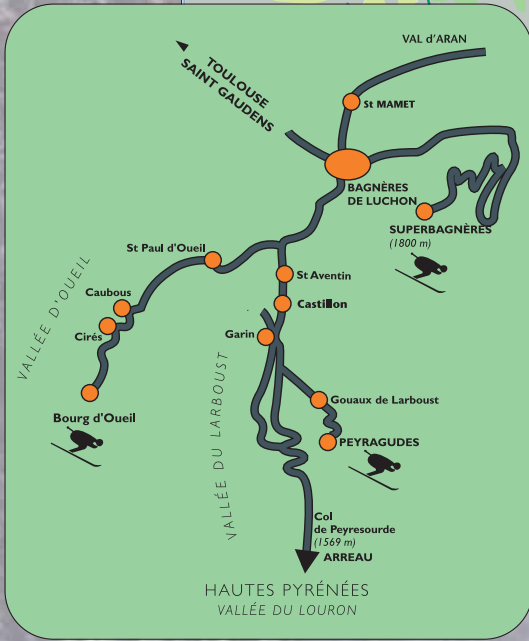 VAL d'ARAN
TOULOUSE
SAINT GAUDENS
St MAMET
BAGNÈRES
DE LUCHON
SUPERBAGNÈRES
(1800 m)
St Paul d'Oueil
St Aventin
Caubous
Castillon
Cirés
Garin
VALLÉE D'OUEIL
VALLÉE DU LARBOUST
Bourg d'Oueil
Gouaux de Larboust
PEYRAGUDES
Col
de Peyresourde
(1569 m)
ARREAU
HAUTES PYRÉNÉES
VALLÉE DU LOURON